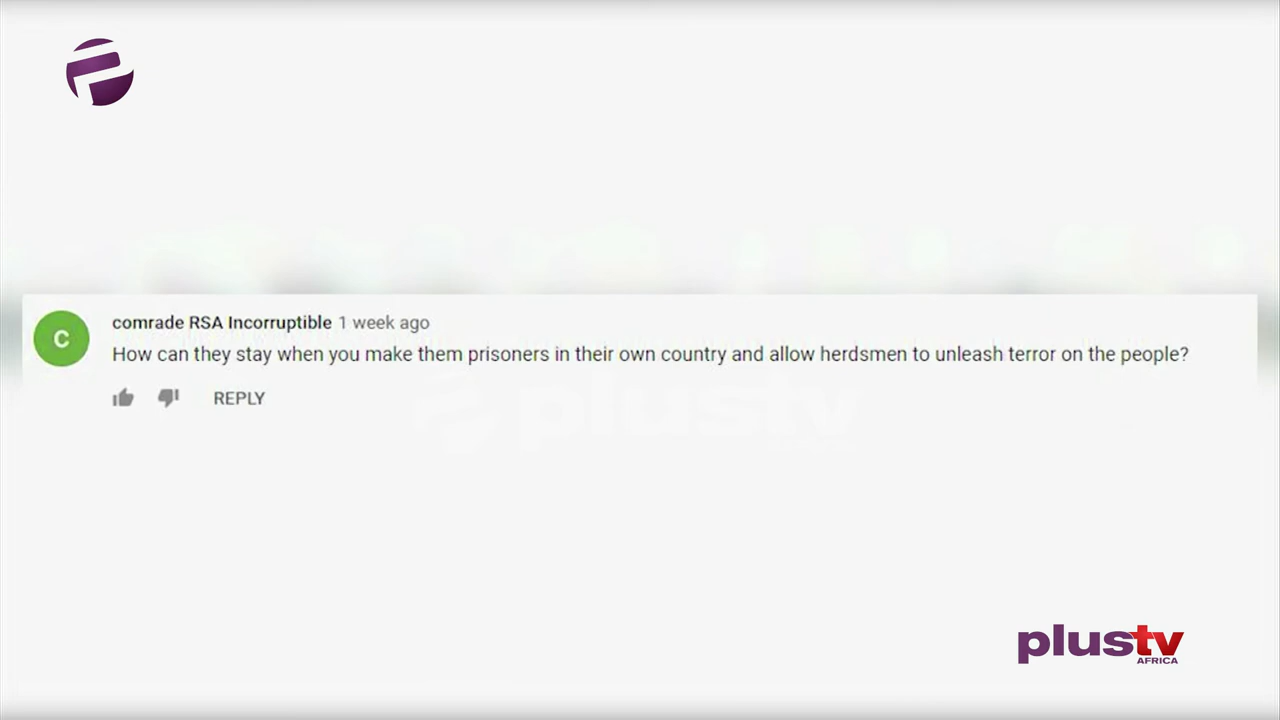 comrade RSA Incorruptible 1 week ago
C
How can they stay when you make them prisoners in their own country and allow herdsmen to unleash terror on the people?
REPLY
plustv
plustv
AFRICA